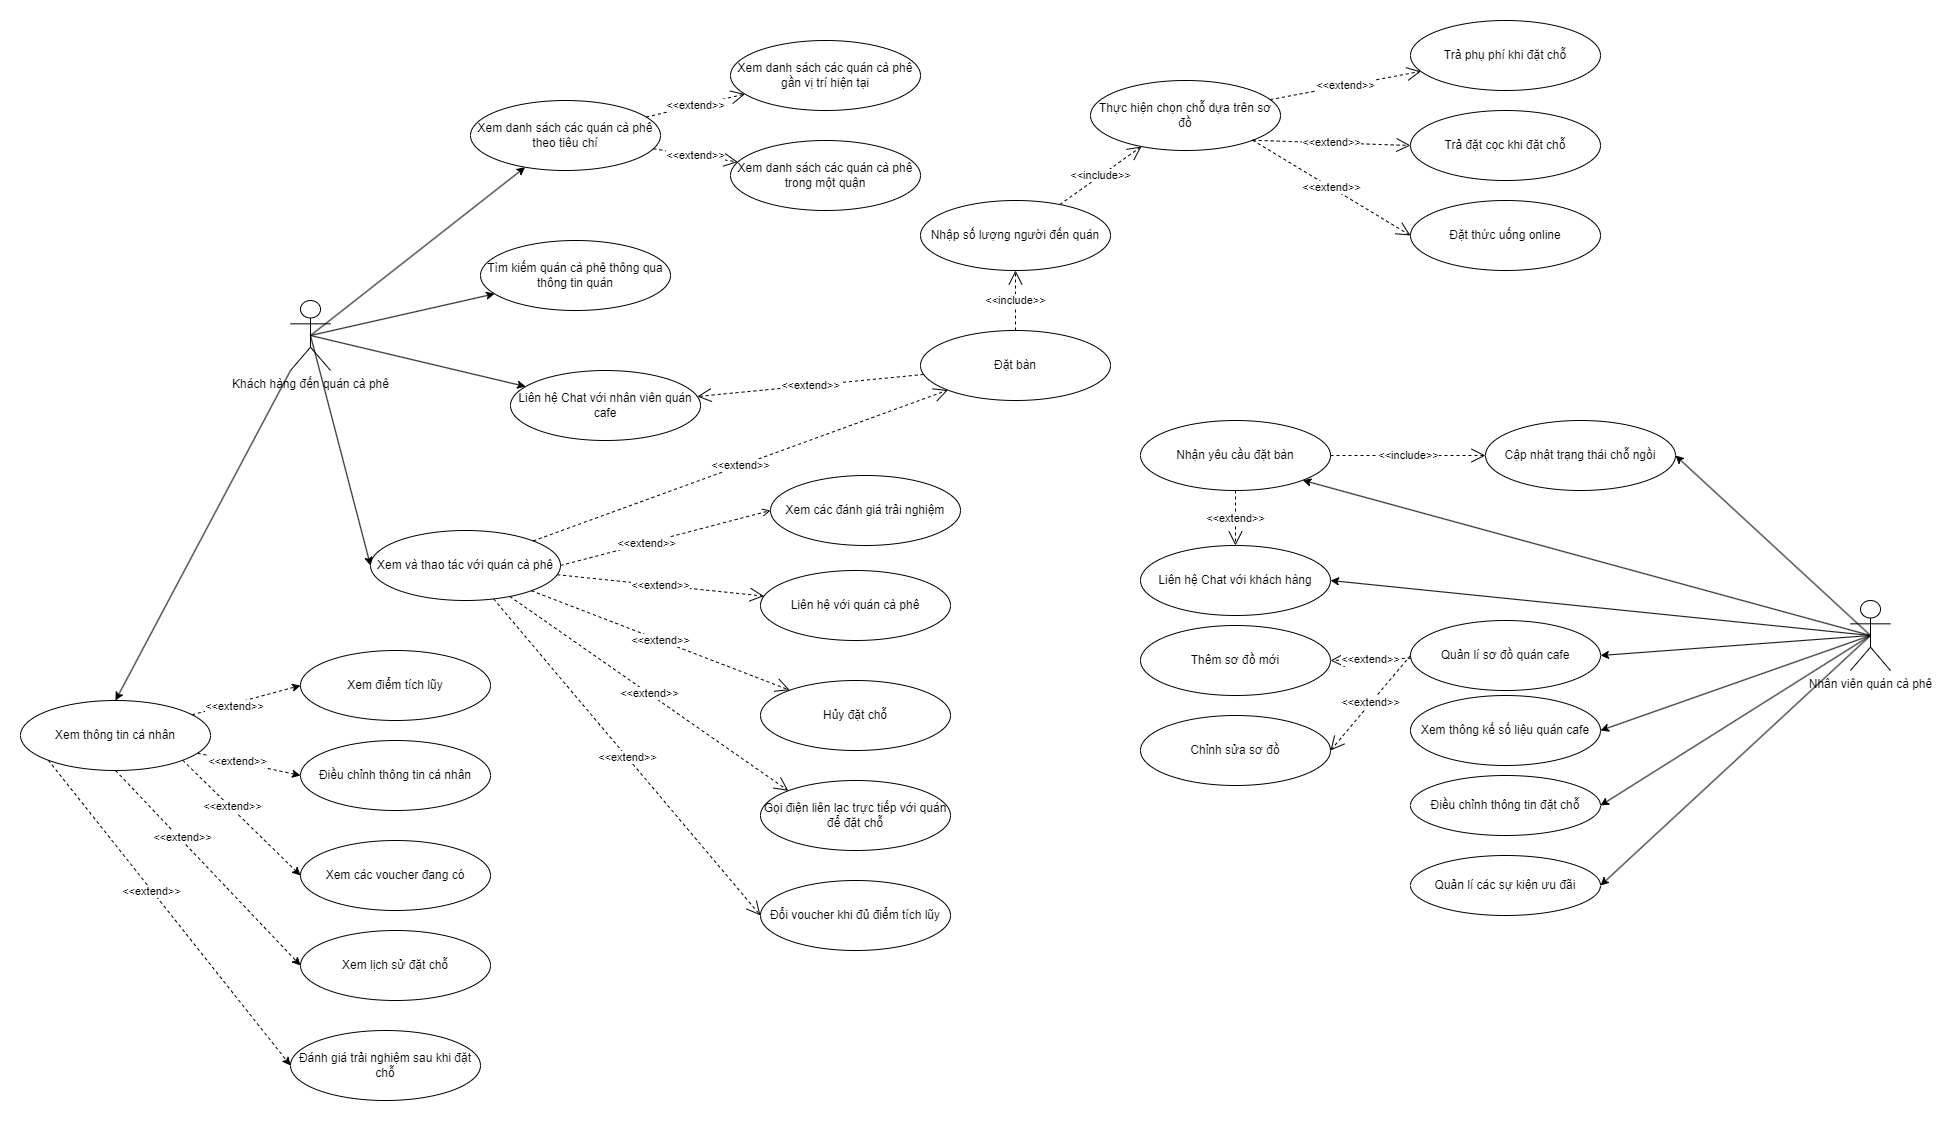 Xem danh sách các quán cà phê
gần vị trí hiện tại
<<extend>>
Xem danh sách các quán cà phê
theo tiêu chí
<<extend>>
Xem danh sách các quán cà phê
trong một quận
Trả phụ phí khi đặt chỗ
<<extend>>
Thực hiện chọn chỗ dựa trên sơ
đồ
<<extend>>
Trả đặt cọc khi đặt chỗ
<<extend>>
Đặt thức uống online
<<include>>
Nhập số lượng người đến quán
<<include>>
Đặt bàn
Tìm kiếm quán cà phê thông qua
thông tin quán
Khách hàng đến quán cà phê
<<extend>>
Liên hệ Chat với nhân viên quán
cafe
<<extend>>
Xem các đánh giá trải nghiệm
<<extend>>
Xem và thao tác với quán cà phê
<<extend>>
Liên hệ với quán cà phê
<<extend>>
Hủy đặt chỗ
<<extend>>
Gọi điện liên lạc trực tiếp với quán
để đặt chỗ
<<extend>>
Đổi voucher khi đủ điểm tích lũy
Nhận yêu cầu đặt bàn
<<include>>
Cập nhật trạng thái chỗ ngồi
<<extend>>
Liên hệ Chat với khách hàng
Thêm sơ đồ mới
<<extend>>
Quản lí sơ đồ quán cafe
<<extend>>
Chỉnh sửa sơ đồ
Nhân viên quán cà phê
Xem thông kế số liệu quán cafe
Điều chỉnh thông tin đặt chỗ
Quản lí các sự kiện ưu đãi
Xem thông tin cá nhân
<<extend>>
Xem điểm tích lũy
<<extend>>
Điều chỉnh thông tin cá nhân
<<extend>>
Xem các voucher đang có
<<extend>>
Xem lịch sử đặt chỗ
<<extend>>
Đánh giá trải nghiệm sau khi đặt
chỗ